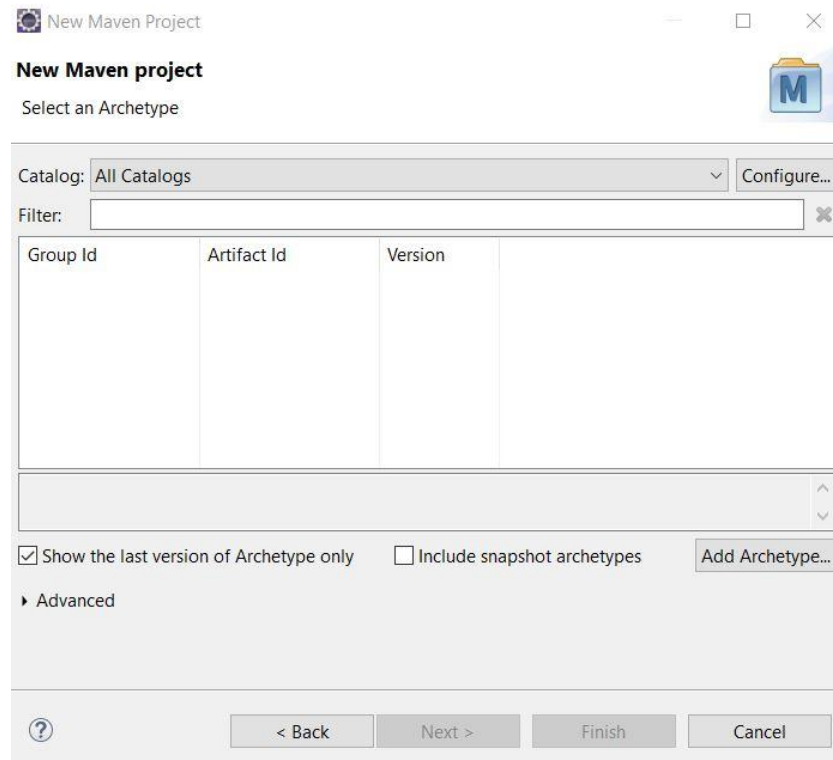 New Maven Project
New Maven project
Select an Archetype
M
Catalog: All Catalogs Configure...
Filter:
Group Id Artifact Id Version
Show the last version of Archetype only Include snapshot archetypes Add Archetype...
Advanced
? < Back Next > Finish Cancel